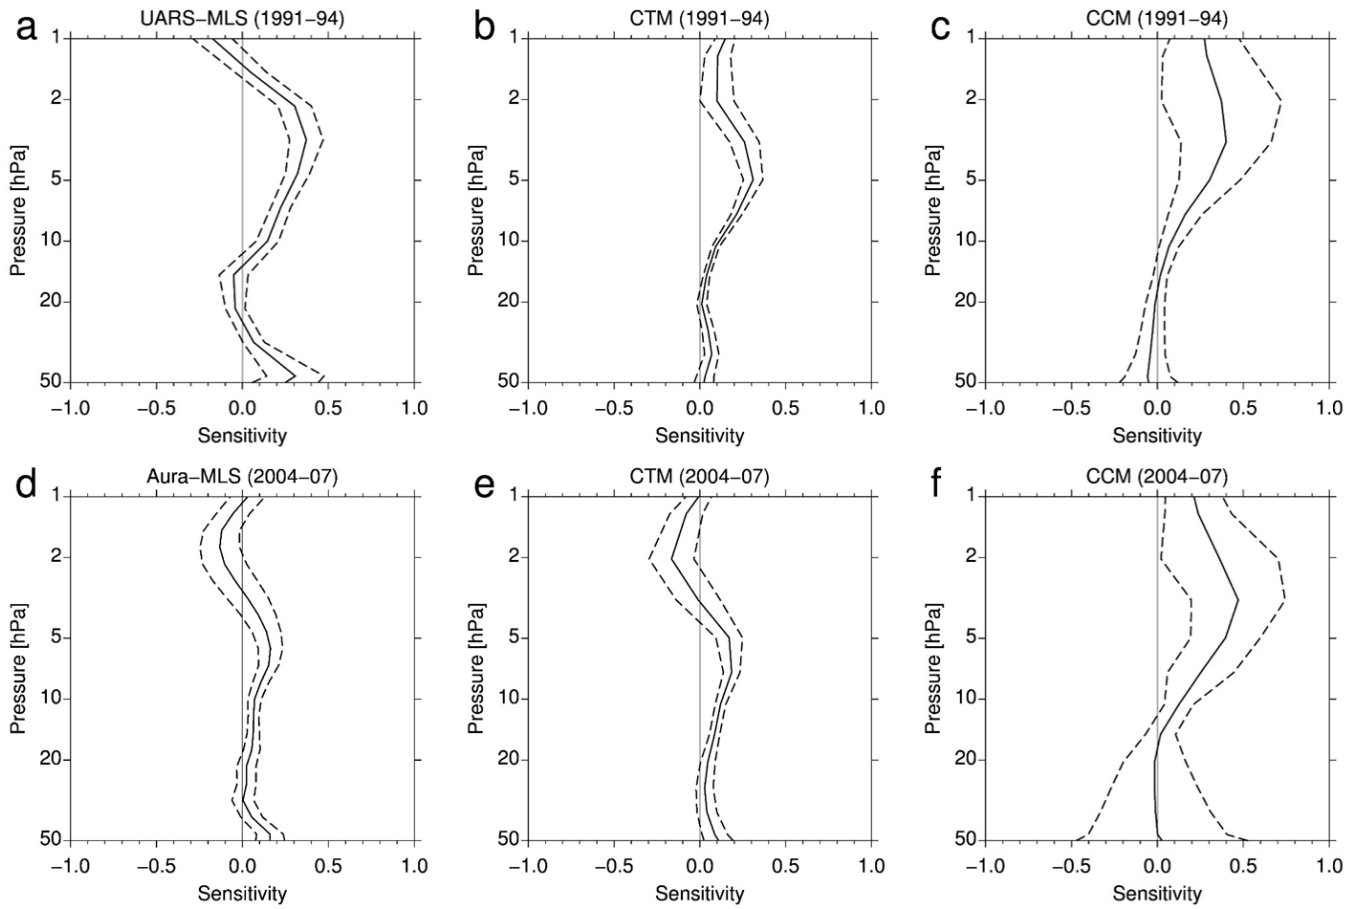 a UARS−MLS (1991−94)
1
2
5
10
20
50
Pressure [hPa]
−1.0 −0.5 0.0 0.5 1.0
Sensitivity
b CTM (1991−94)
1
2
5
10
20
50
Pressure [hPa]
−1.0 −0.5 0.0 0.5 1.0
Sensitivity
c CCM (1991−94)
1
2
5
10
20
50
Pressure [hPa]
−1.0 −0.5 0.0 0.5 1.0
Sensitivity
d Aura−MLS (2004−07)
1
2
5
10
20
50
Pressure [hPa]
−1.0 −0.5 0.0 0.5 1.0
Sensitivity
e CTM (2004−07)
1
2
5
10
20
50
Pressure [hPa]
−1.0 −0.5 0.0 0.5 1.0
Sensitivity
f CCM (2004−07)
1
2
5
10
20
50
Pressure [hPa]
−1.0 −0.5 0.0 0.5 1.0
Sensitivity